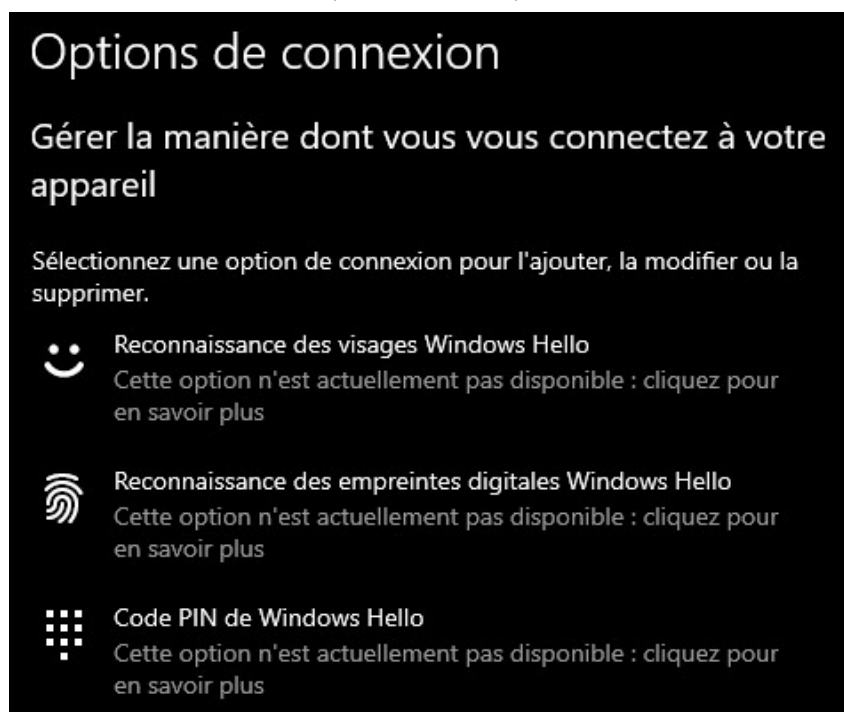 Options de connexion
Gérer la manière dont vous vous connectez à votre
appareil
Sélectionnez une option de connexion pour l'ajouter, la modifier ou la
supprimer.
Reconnaissance des visages Windows Hello
Cette option n'est actuellement pas disponible : cliquez pour
en savoir plus
Reconnaissance des empreintes digitales Windows Hello
Cette option n'est actuellement pas disponible : cliquez pour
en savoir plus
Code PIN de Windows Hello
Cette option n'est actuellement pas disponible : cliquez pour
en savoir plus